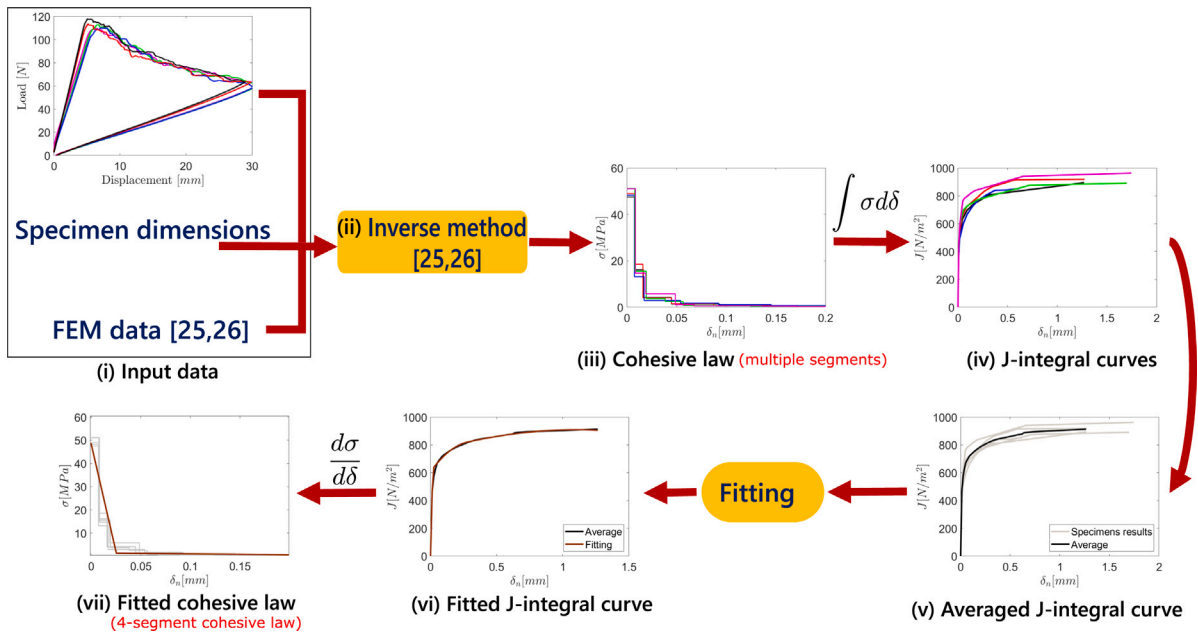 120
100
80
60
40
20
0
Load [N]
0 10 20 30
Displacement [mm]
Specimen dimensions
FEM data [25,26]
(i) Input data
(ii) Inverse method
[25,26]
60
40
20
0
σ[MPa]
0 0.05 0.1 0.15 0.2
δn[mm]
(iii) Cohesive law (multiple segments)
∫ σdδ
1000
800
600
400
200
0
J[N/m²]
0 0.5 1 1.5 2
δn[mm]
(iv) J-integral curves
60
50
40
30
20
10
σ[MPa]
0 0.05 0.1 0.15
δn[mm]
(vii) Fitted cohesive law
(4-segment cohesive law)
dσ
dδ
1000
800
600
400
200
0
J[N/m²]
Average
Fitting
0 0.5 1 1.5
δn[mm]
(vi) Fitted J-integral curve
Fitting
1000
800
600
400
200
0
J[N/m²]
Specimens results
Average
0 0.5 1 1.5 2
δn[mm]
(v) Averaged J-integral curve